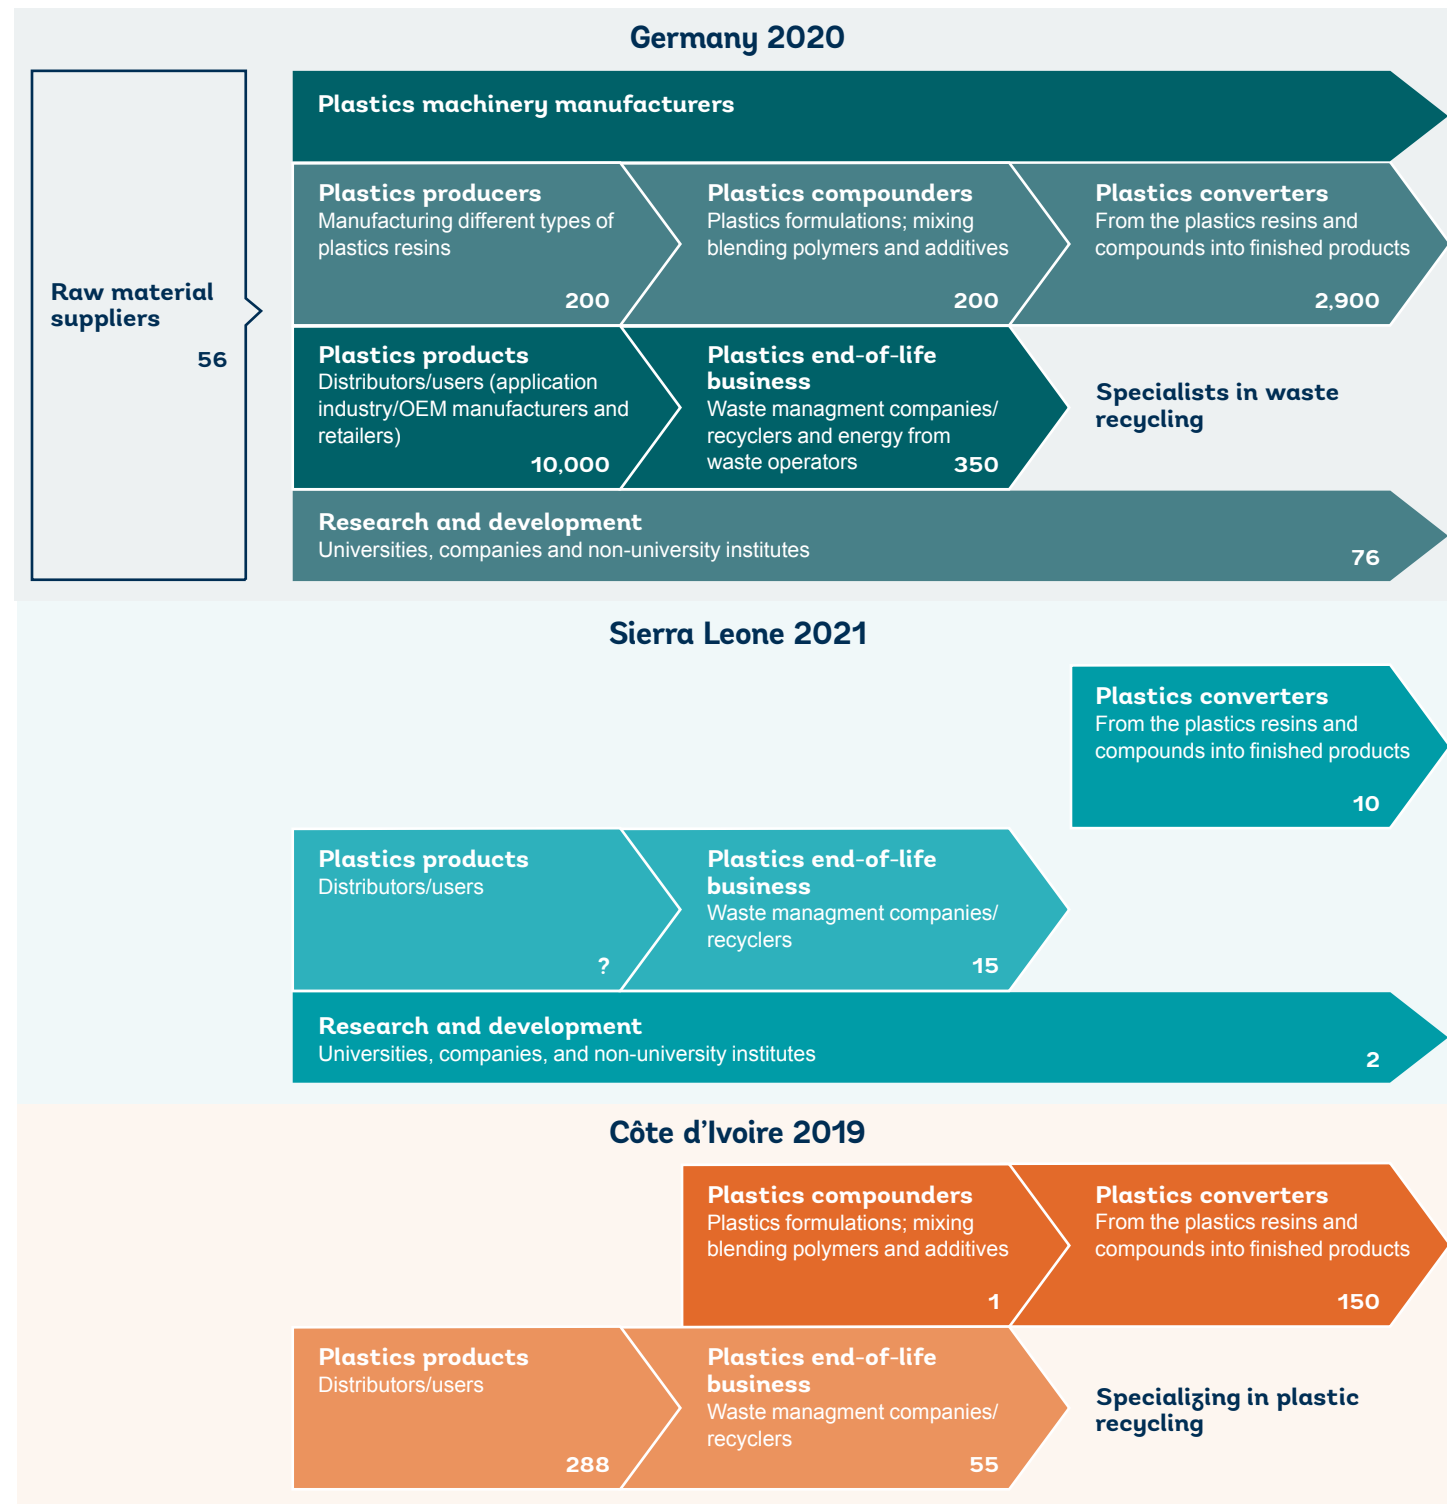 Germany 2020
Raw material
suppliers
56
Plastics machinery manufacturers
Plastics producers
Manufacturing different types of
plastics resins
200
Plastics compounders
Plastics formulations; mixing
blending polymers and additives
200
Plastics converters
From the plastics resins and
compounds into finished products
2,900
Plastics products
Distributors/users (application
industry/OEM manufacturers and
retailers)
10,000
Plastics end-of-life
business
Waste managment companies/
recyclers and energy from
waste operators
350
Specialists in waste
recycling
Research and development
Universities, companies and non-university institutes
76
Sierra Leone 2021
Plastics converters
From the plastics resins and
compounds into finished products
10
Plastics products
Distributors/users
?
Plastics end-of-life
business
Waste managment companies/
recyclers
15
Research and development
Universities, companies, and non-university institutes
2
Côte d’Ivoire 2019
Plastics compounders
Plastics formulations; mixing
blending polymers and additives
1
Plastics converters
From the plastics resins and
compounds into finished products
150
Plastics products
Distributors/users
288
Plastics end-of-life
business
Waste managment companies/
recyclers
55
Specializing in plastic
recycling